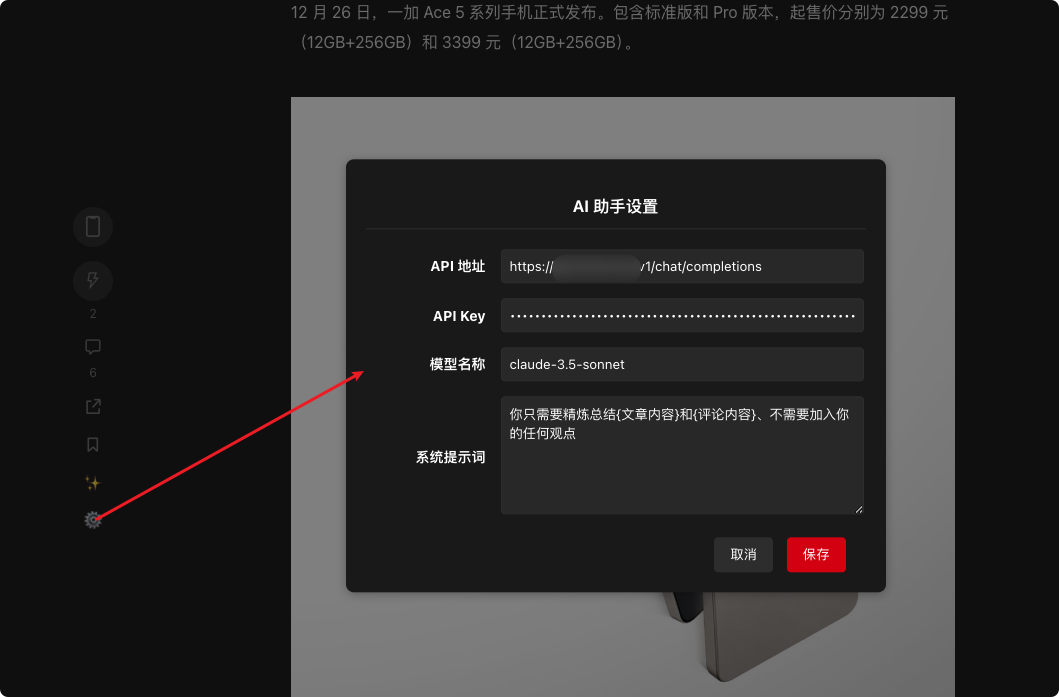 12 月 26 日，一加 Ace 5 系列手机正式发布。包含标准版和 Pro 版本，起售价分别为 2299 元
（12GB+256GB）和 3399 元（12GB+256GB）。
AI 助手设置
API 地址
https://
v1/chat/completions
API Key
模型名称
claude-3.5-sonnet
系统提示词
你只需要精炼总结{文章内容}和{评论内容}、不需要加入你
的任何观点
2
6
取消
保存